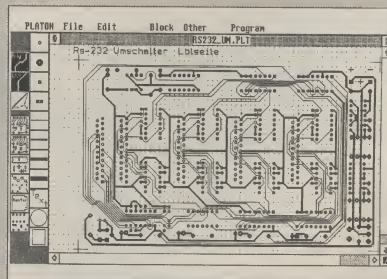 PLATON File Edit Block Other Program
RS232_UM.PLT
Rs-232 Umschalter Lötseite